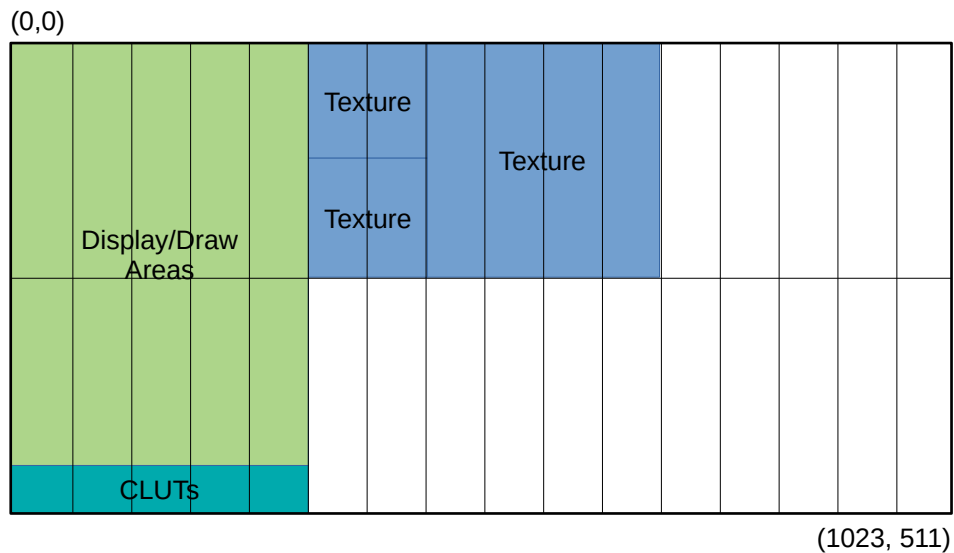 (0,0)
Texture
Texture
Texture
Display/Draw
Areas
CLUTs
(1023, 511)